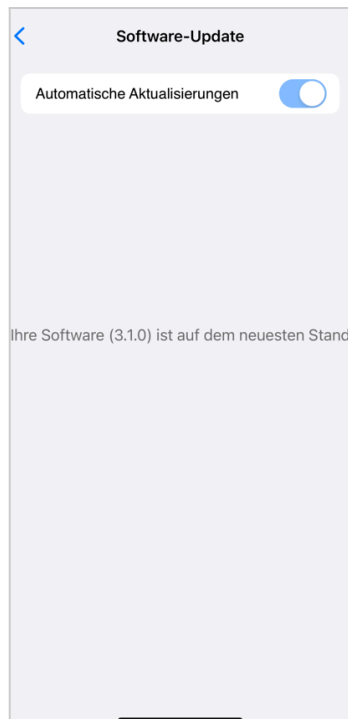 Software-Update
Automatische Aktualisierungen
Ihre Software (3.1.0) ist auf dem neuesten Stand